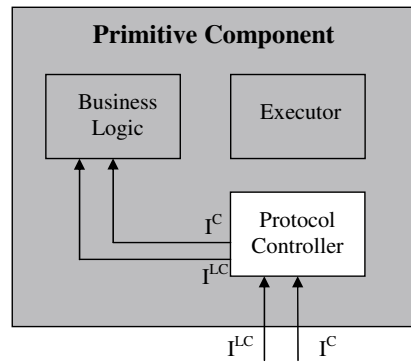 Primitive Component
Business
Logic
Executor
Protocol
Controller
I^C
I^LC
I^LC I^C